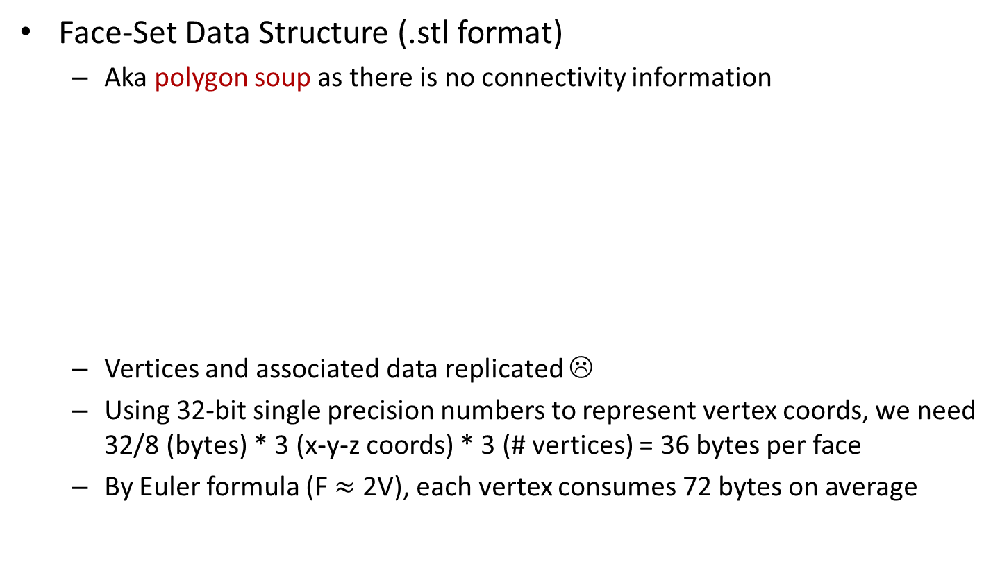 • Face-Set Data Structure (.stl format)
– Aka polygon soup as there is no connectivity information
– Vertices and associated data replicated ☹
– Using 32-bit single precision numbers to represent vertex coords, we need
32/8 (bytes) * 3 (x-y-z coords) * 3 (# vertices) = 36 bytes per face
– By Euler formula (F ≈ 2V), each vertex consumes 72 bytes on average